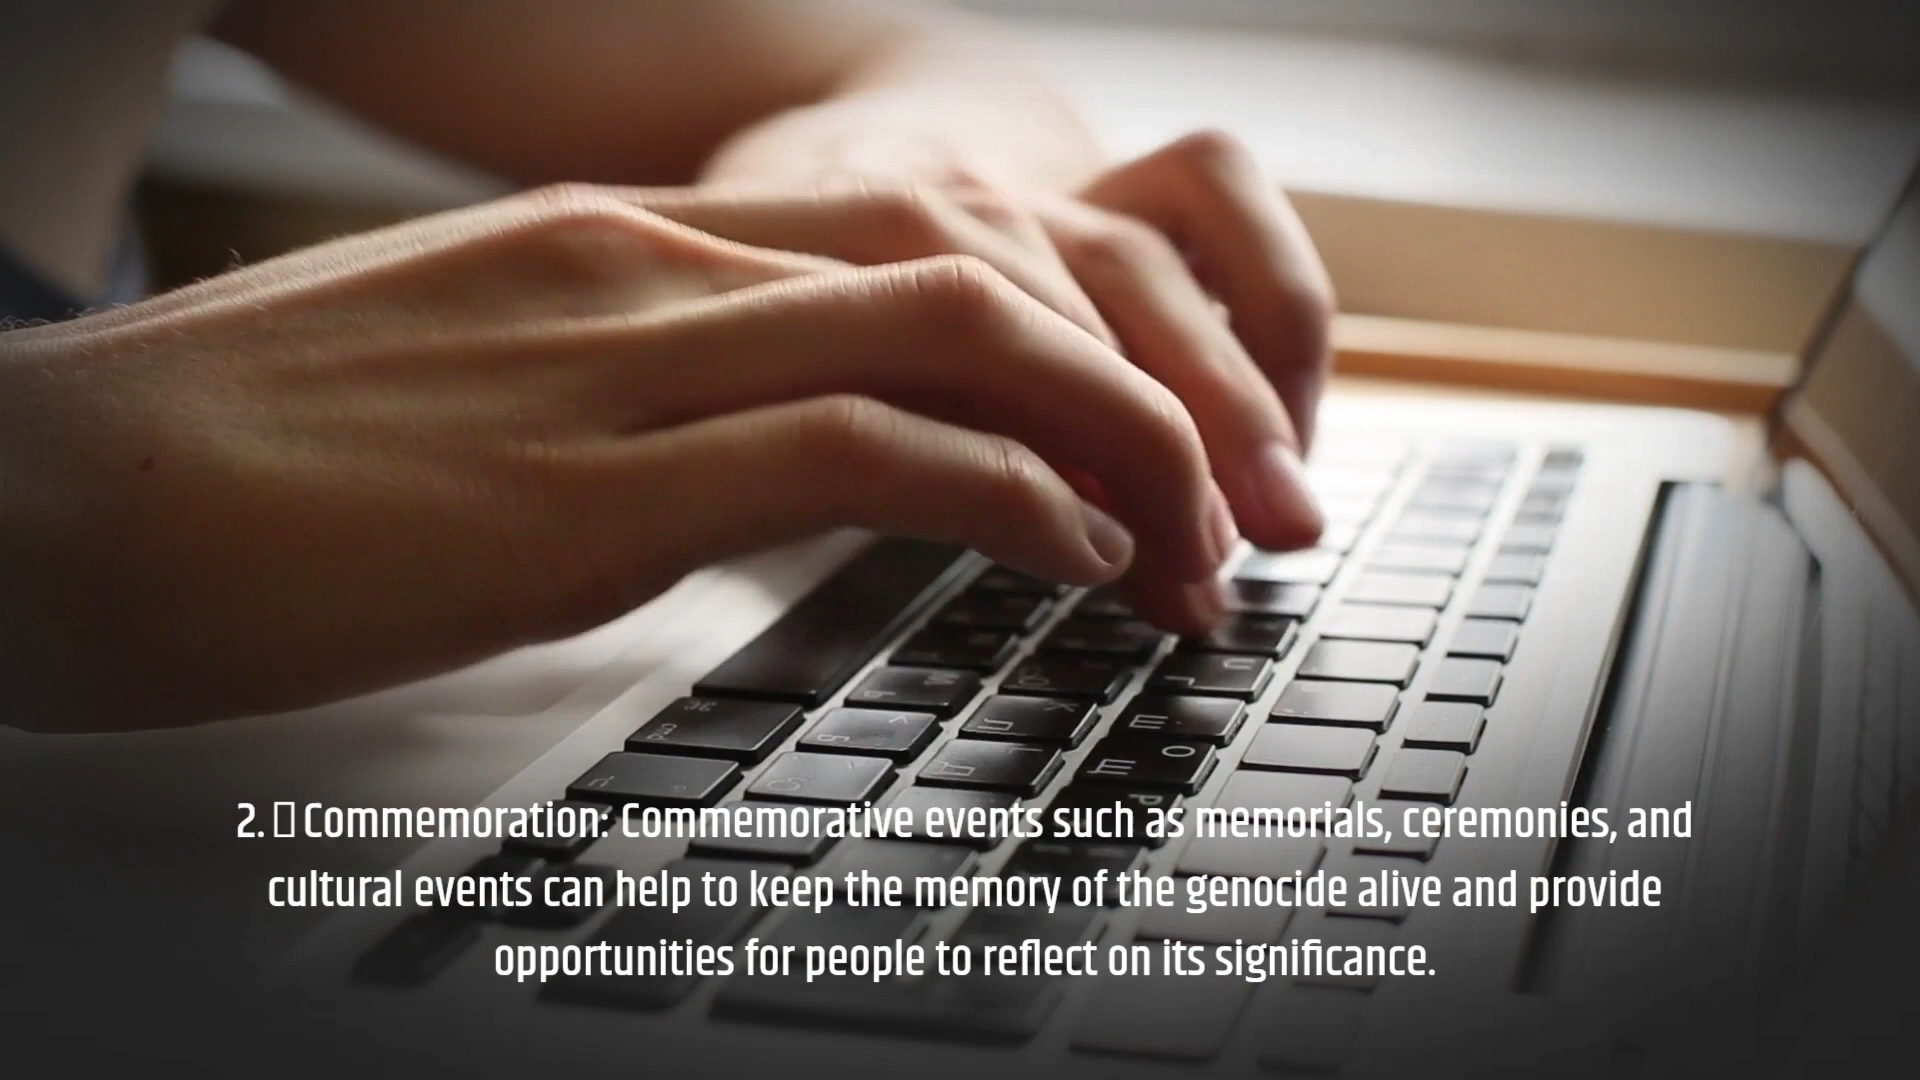 2. Commemoration: Commemorative events such as memorials, ceremonies, and
cultural events can help to keep the memory of the genocide alive and provide
opportunities for people to reflect on its significance.